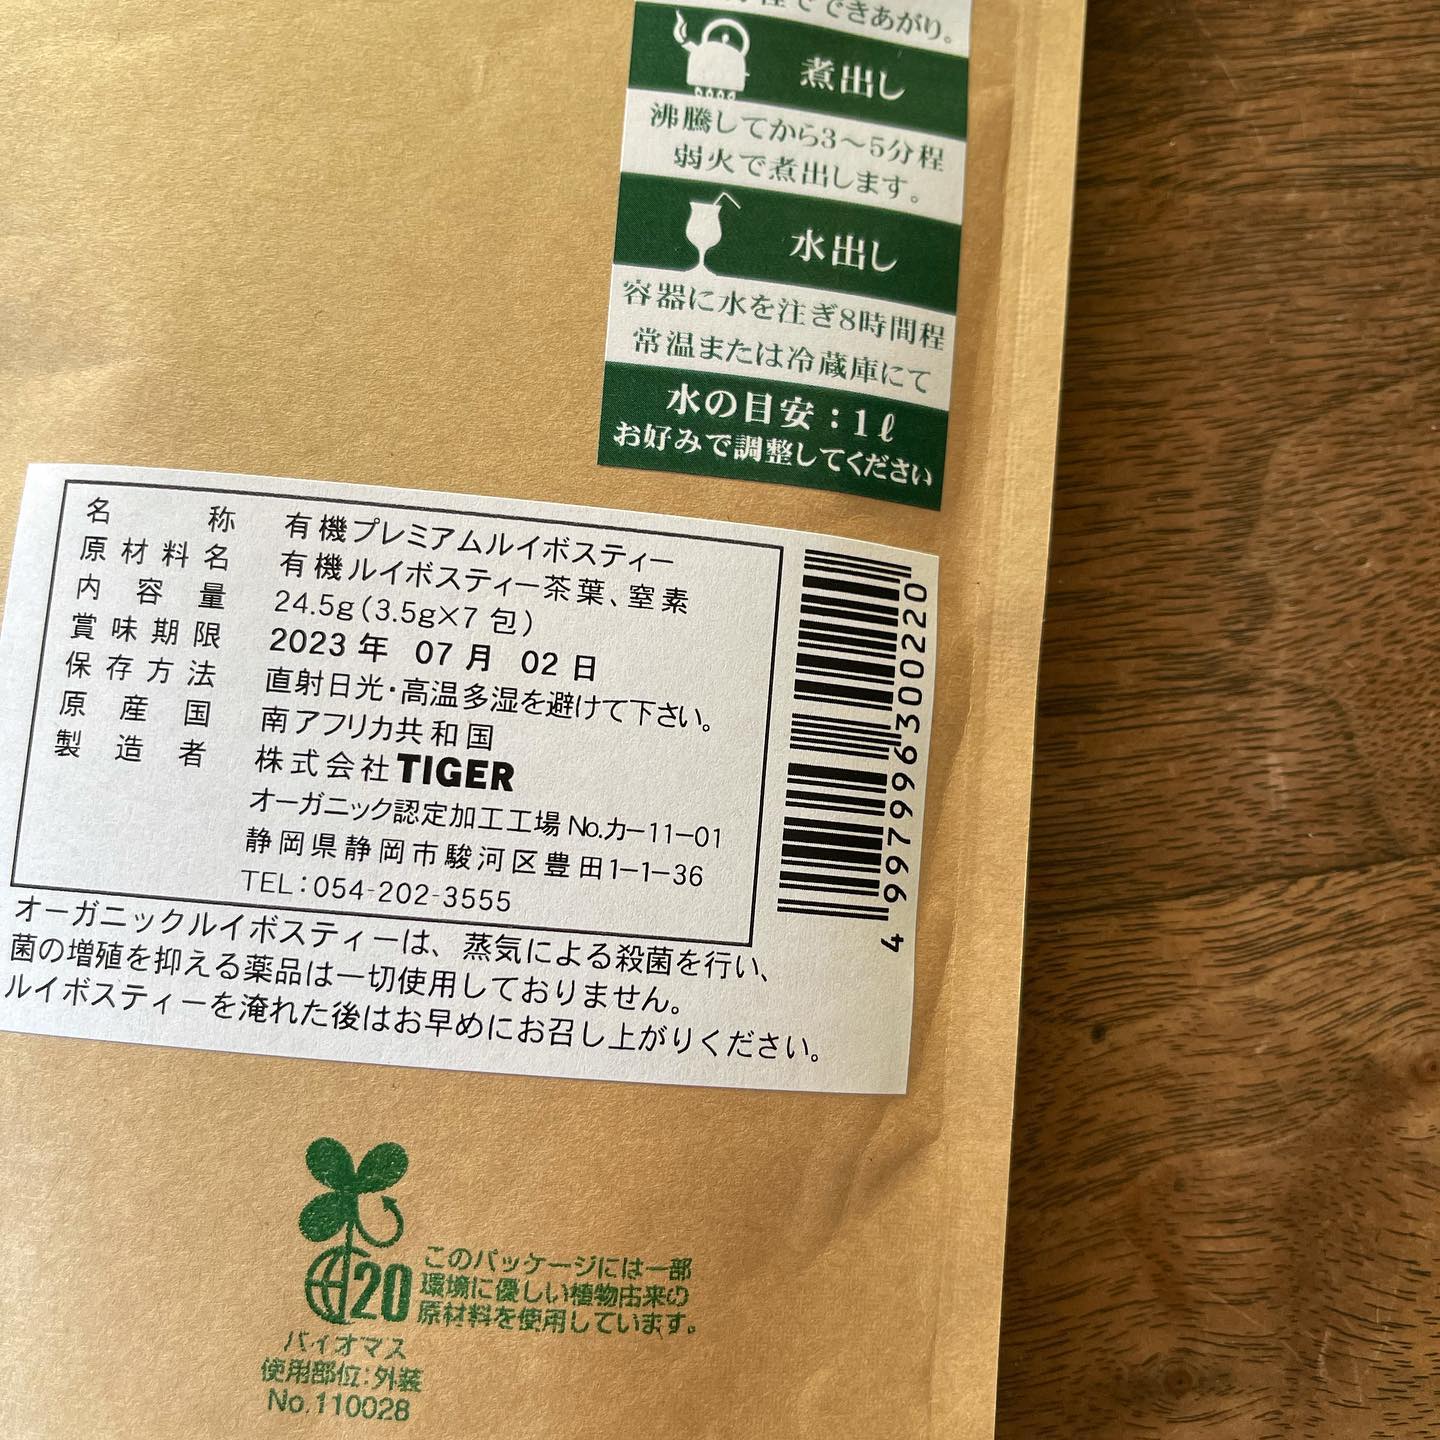 できあがり。
煮出し
沸騰してから3〜5分程
弱火で煮出します。
水出し
容器に水を注ぎ8時間程
常温または冷蔵庫にて
水の目安：1ℓ
お好みで調整してください
名称 有機プレミアムルイボスティー
原材料名 有機ルイボスティー茶葉、窒素
内容量 24.5g（3.5g×7 包）
賞味期限 2023 年 07 月 02 日
保存方法 直射日光・高温多湿を避けて下さい。
原産国 南アフリカ共和国
製造者 株式会社TIGER
オーガニック認定加工工場 No.カー11−01
静岡県静岡市駿河区豊田1−1−36
TEL：054-202-3555
オーガニックルイボスティーは、蒸気による殺菌を行い、
菌の増殖を抑える薬品は一切使用しておりません。
ルイボスティーを淹れた後はお早めにお召し上がりください。
4 997996 300220
20
このパッケージには一部
環境に優しい植物由来の
原材料を使用しています。
バイオマス
使用部位：外装
No.110028